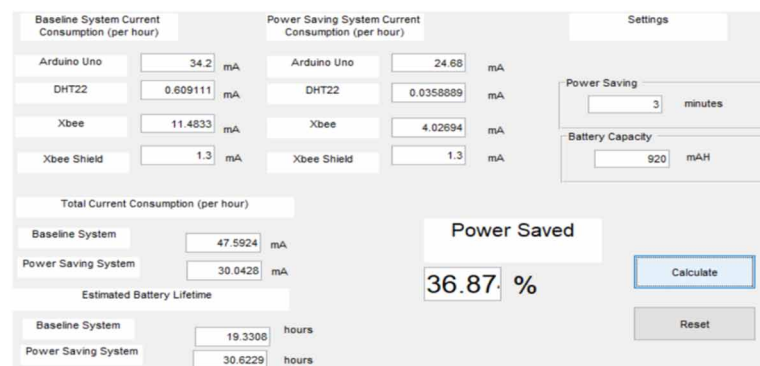 Baseline System Current
Consumption (per hour)
Power Saving System Current
Consumption (per hour)
Settings
Arduino Uno 34.2 mA
Arduino Uno 24.68 mA
DHT22 0.609111 mA
DHT22 0.0358889 mA
Xbee 11.4833 mA
Xbee 4.02694 mA
Xbee Shield 1.3 mA
Xbee Shield 1.3 mA
Power Saving
3 minutes
Battery Capacity
920 mAH
Total Current Consumption (per hour)
Baseline System 47.5924 mA
Power Saving System 30.0428 mA
Estimated Battery Lifetime
Baseline System 19.3308 hours
Power Saving System 30.6229 hours
Power Saved
36.87 %
Calculate
Reset